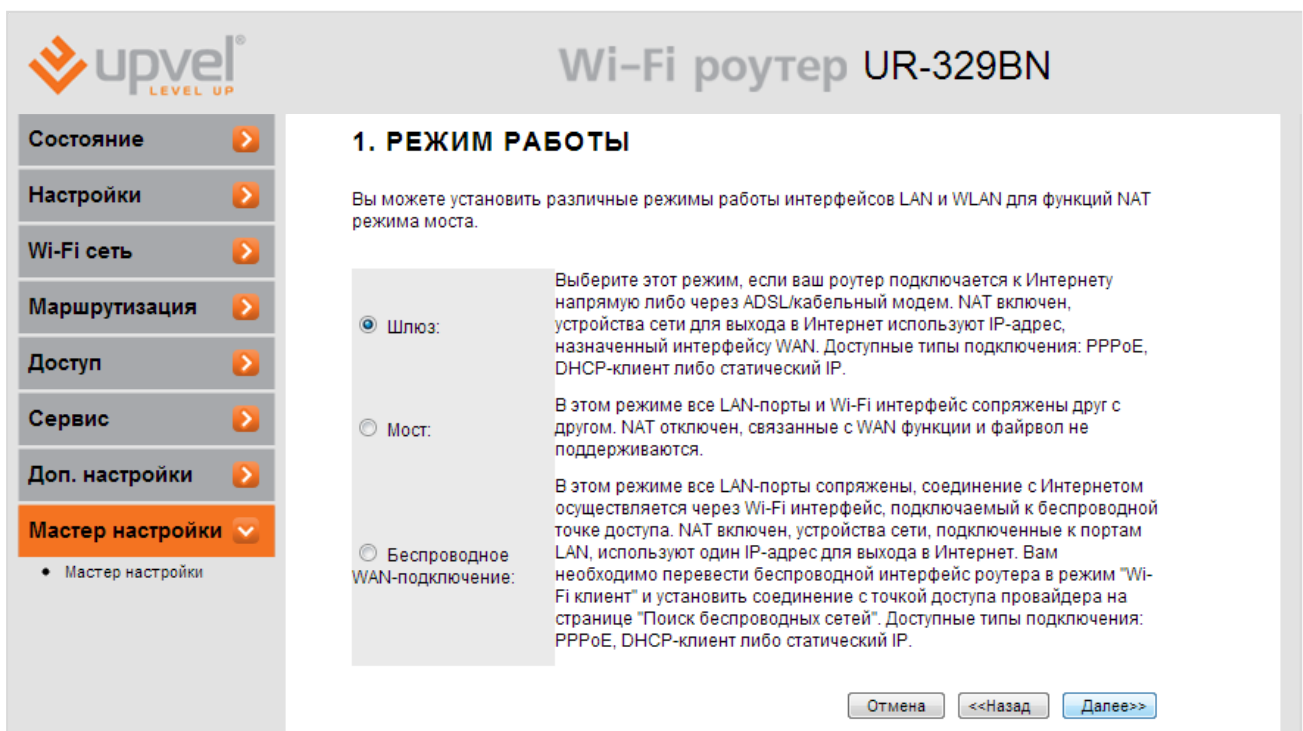 upvel®
LEVEL UP
Wi-Fi роутер UR-329BN
Состояние
Настройки
Wi-Fi сеть
Маршрутизация
Доступ
Сервис
Доп. настройки
Мастер настройки
Мастер настройки
1. РЕЖИМ РАБОТЫ
Вы можете установить различные режимы работы интерфейсов LAN и WLAN для функций NAT
режима моста.
Шлюз:
Выберите этот режим, если ваш роутер подключается к Интернету
напрямую либо через ADSL/кабельный модем. NAT включен,
устройства сети для выхода в Интернет используют IP-адрес,
назначенный интерфейсу WAN. Доступные типы подключения: PPPoE,
DHCP-клиент либо статический IP.
Мост:
В этом режиме все LAN-порты и Wi-Fi интерфейс сопряжены друг с
другом. NAT отключен, связанные с WAN функции и файрвол не
поддерживаются.
Беспроводное
WAN-подключение:
В этом режиме все LAN-порты сопряжены, соединение с Интернетом
осуществляется через Wi-Fi интерфейс, подключаемый к беспроводной
точке доступа. NAT включен, устройства сети, подключенные к портам
LAN, используют один IP-адрес для выхода в Интернет. Вам
необходимо перевести беспроводной интерфейс роутера в режим "Wi-
Fi клиент" и установить соединение с точкой доступа провайдера на
странице "Поиск беспроводных сетей". Доступные типы подключения:
PPPoE, DHCP-клиент либо статический IP.
Отмена
<<Назад
Далее>>